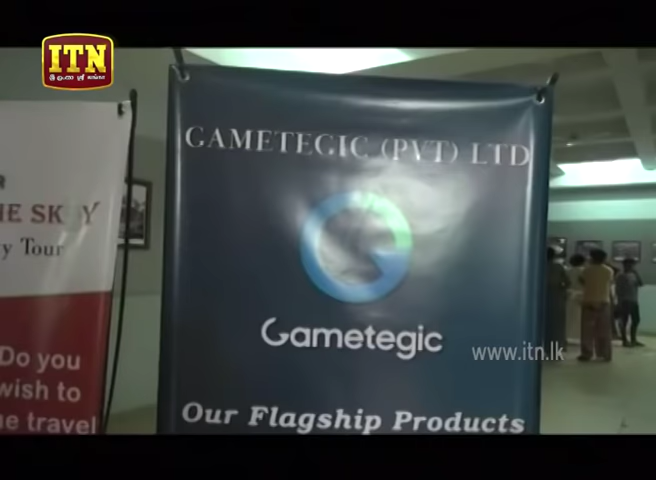 ITN
GAMETEGIC (PVT) LTD
Gametegic
www.itn.lk
Our Flagship Products
HE SKY
y Tour
Do you
wish to
travel